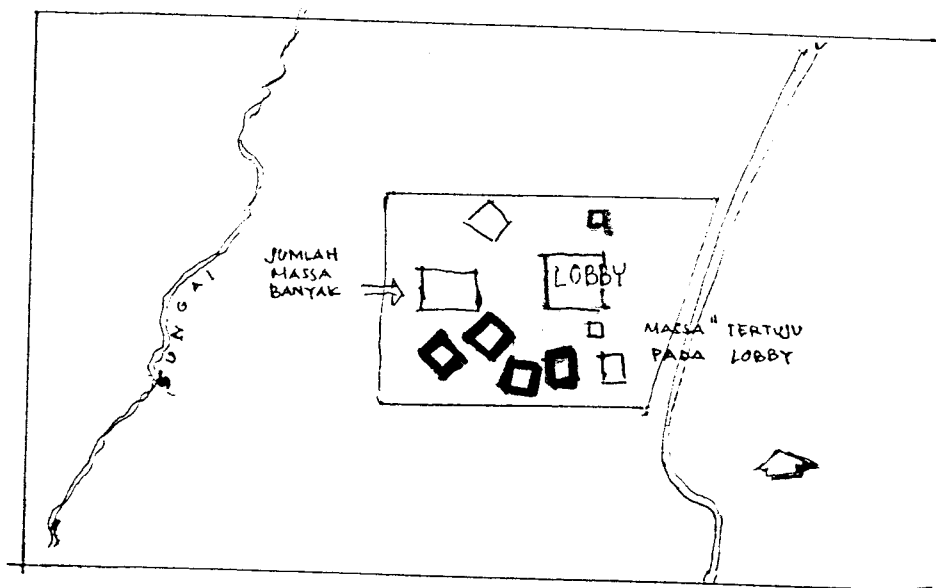 JUMLAH
MASSA
BANYAK
LOBBY
MASSA" TERTUJU
PADA LOBBY
SUNGAI